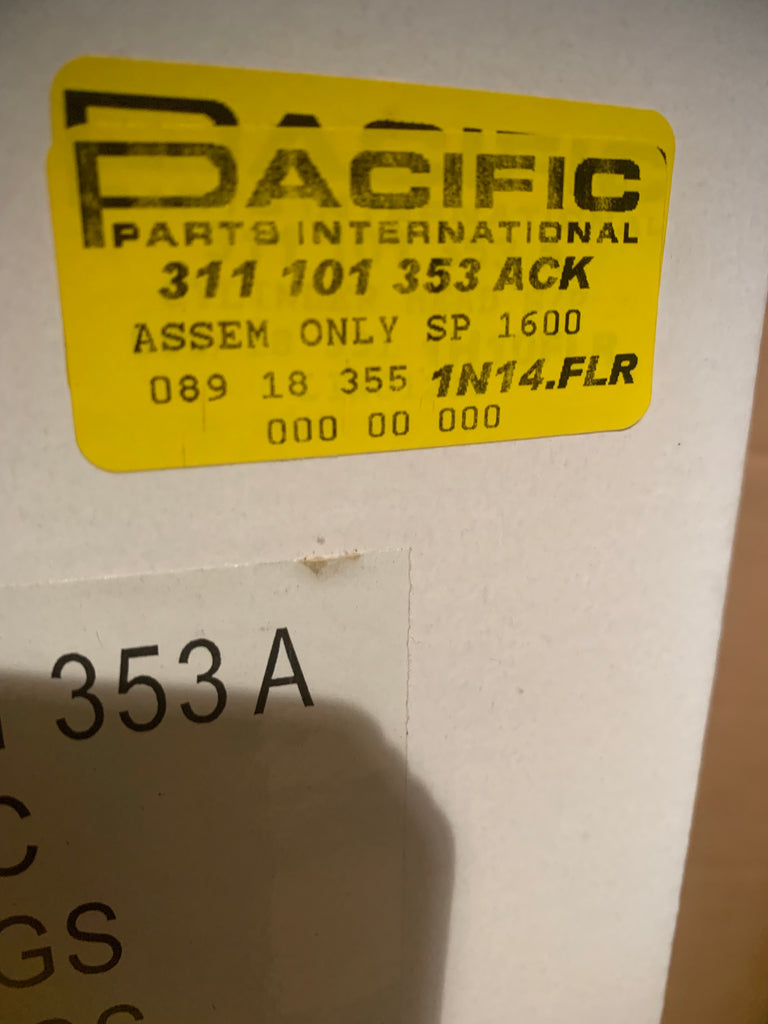 PACIFIC
PACIFIC
PARTS INTERNATIONAL
311 101 353 ACK
ASSEM ONLY SP 1600
089 18 355 1N14.FLR
000 00 000
353 A
C
GS